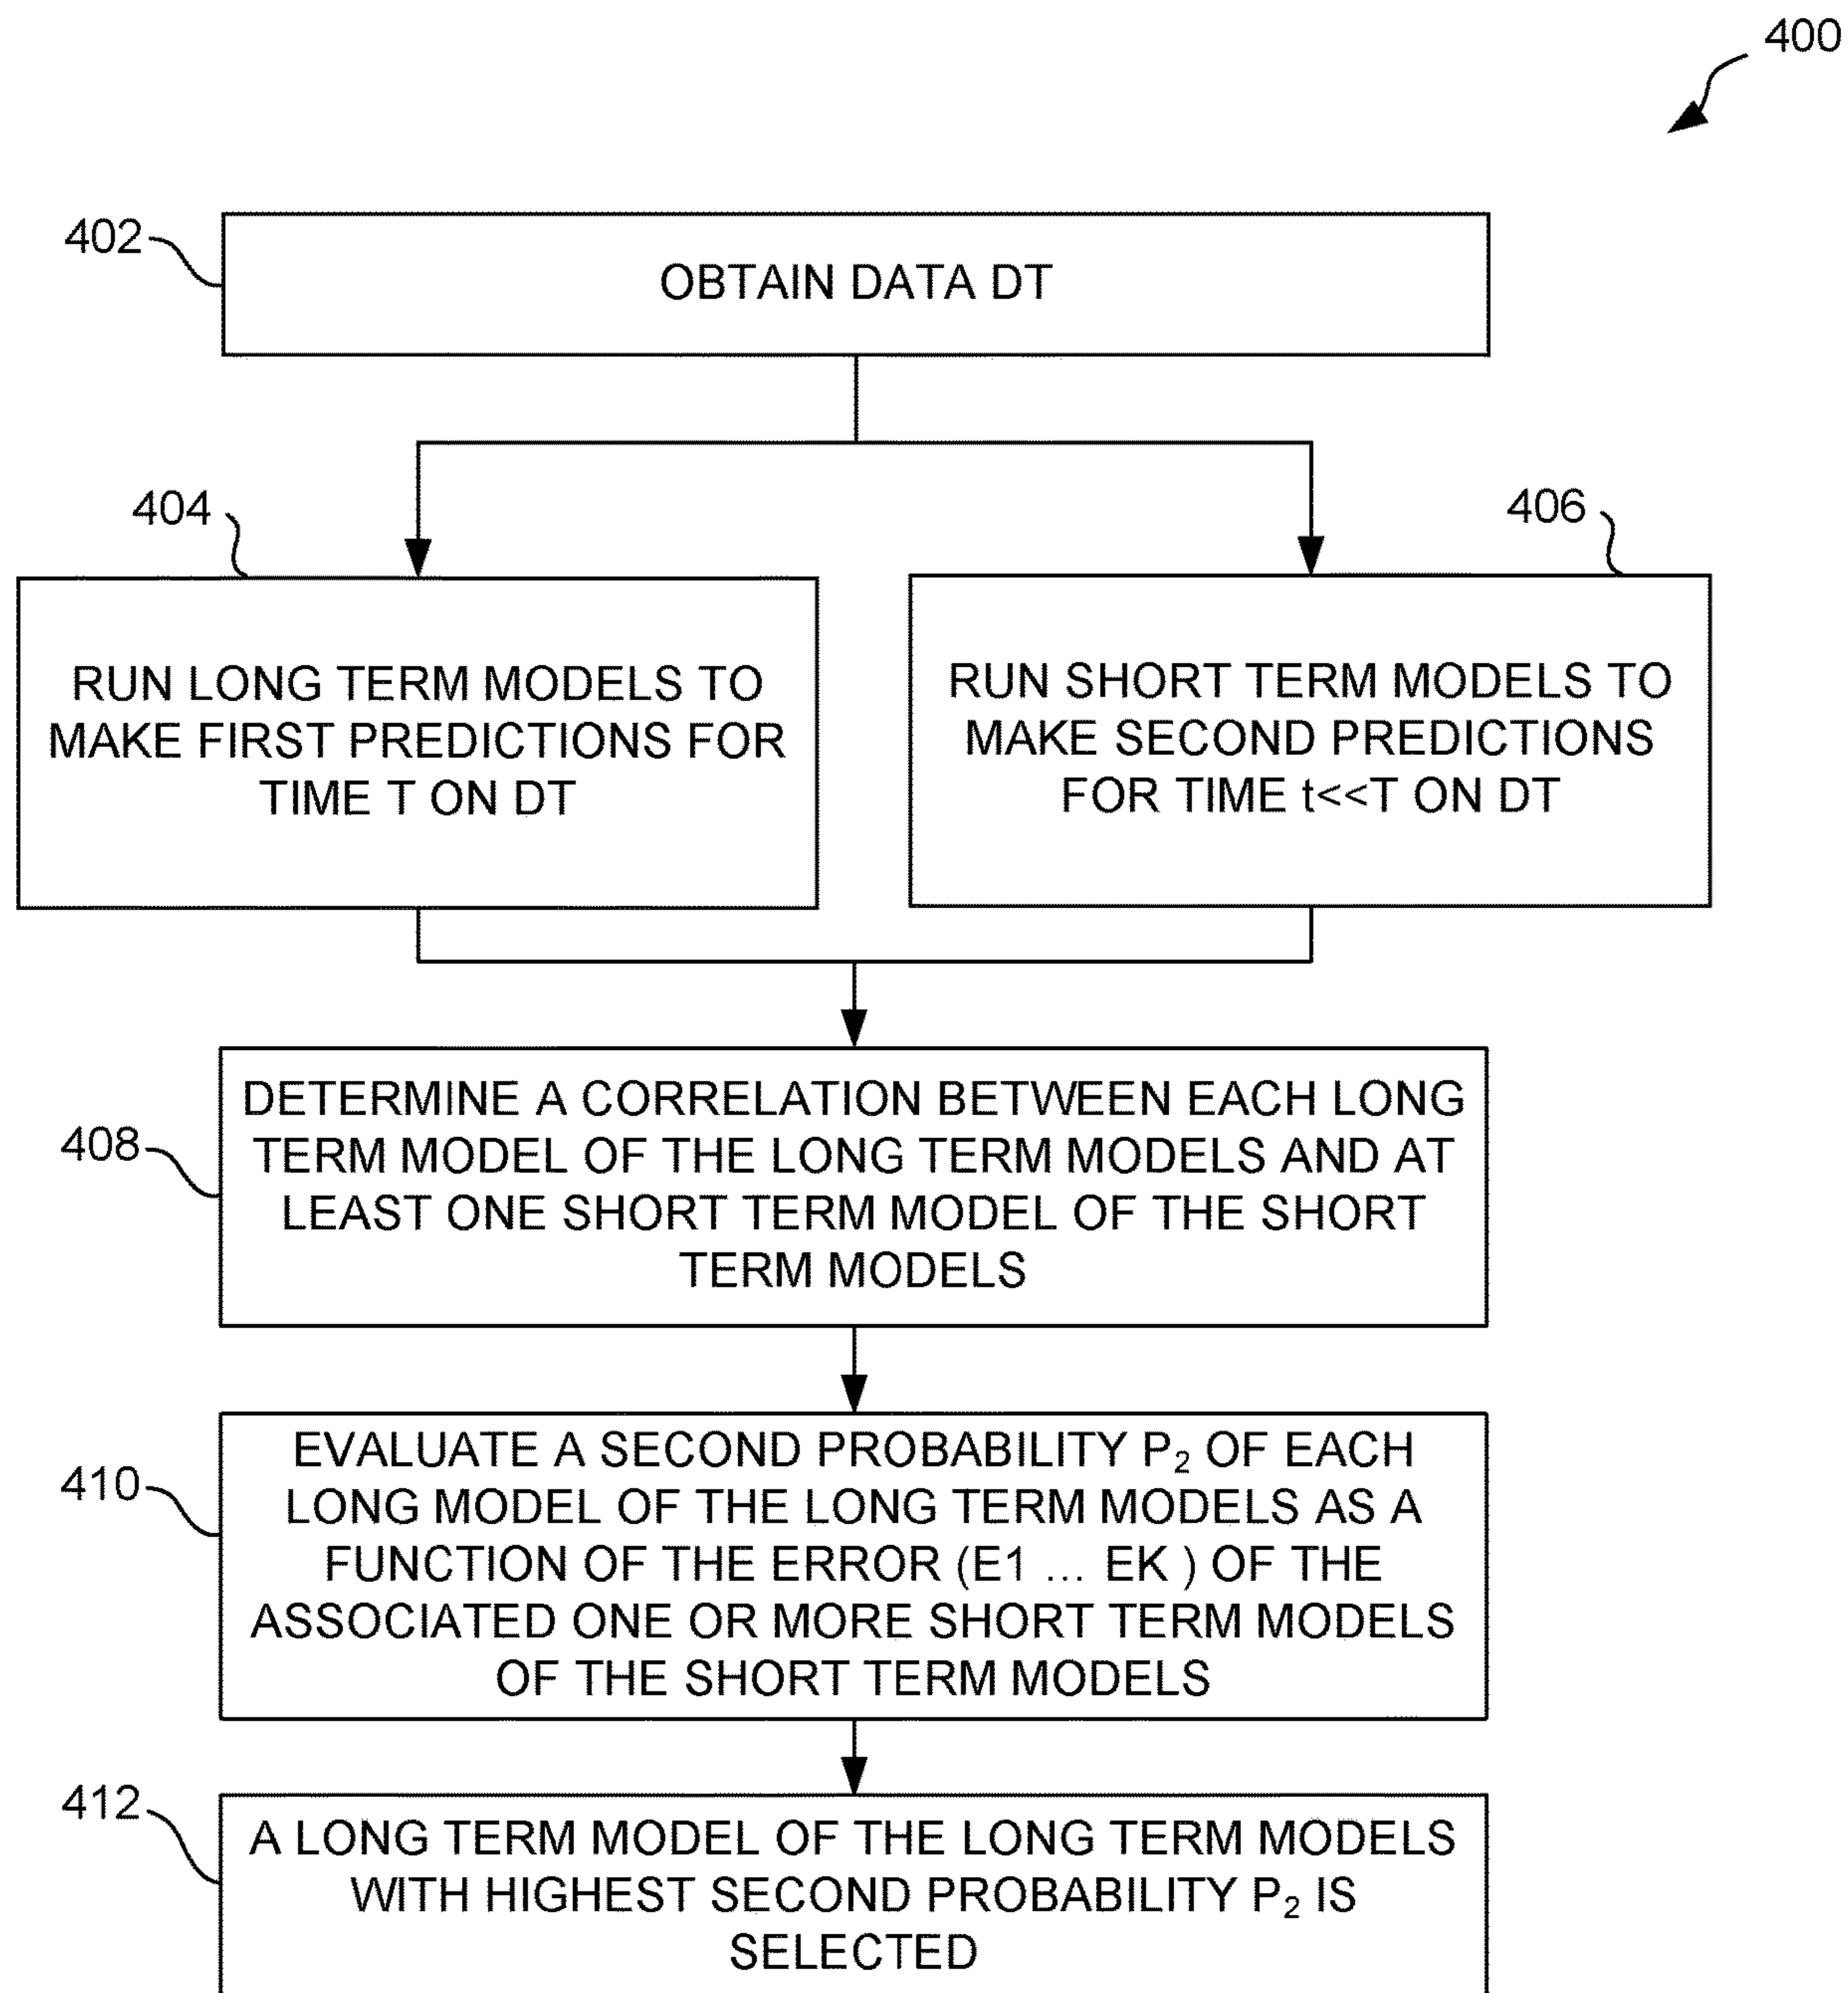 400
402
OBTAIN DATA DT
404
406
RUN LONG TERM MODELS TO
MAKE FIRST PREDICTIONS FOR
TIME T ON DT
RUN SHORT TERM MODELS TO
MAKE SECOND PREDICTIONS
FOR TIME t<<T ON DT
408
DETERMINE A CORRELATION BETWEEN EACH LONG
TERM MODEL OF THE LONG TERM MODELS AND AT
LEAST ONE SHORT TERM MODEL OF THE SHORT
TERM MODELS
410
EVALUATE A SECOND PROBABILITY P₂ OF EACH
LONG MODEL OF THE LONG TERM MODELS AS A
FUNCTION OF THE ERROR (E1 ... EK ) OF THE
ASSOCIATED ONE OR MORE SHORT TERM MODELS
OF THE SHORT TERM MODELS
412
A LONG TERM MODEL OF THE LONG TERM MODELS
WITH HIGHEST SECOND PROBABILITY P₂ IS
SELECTED